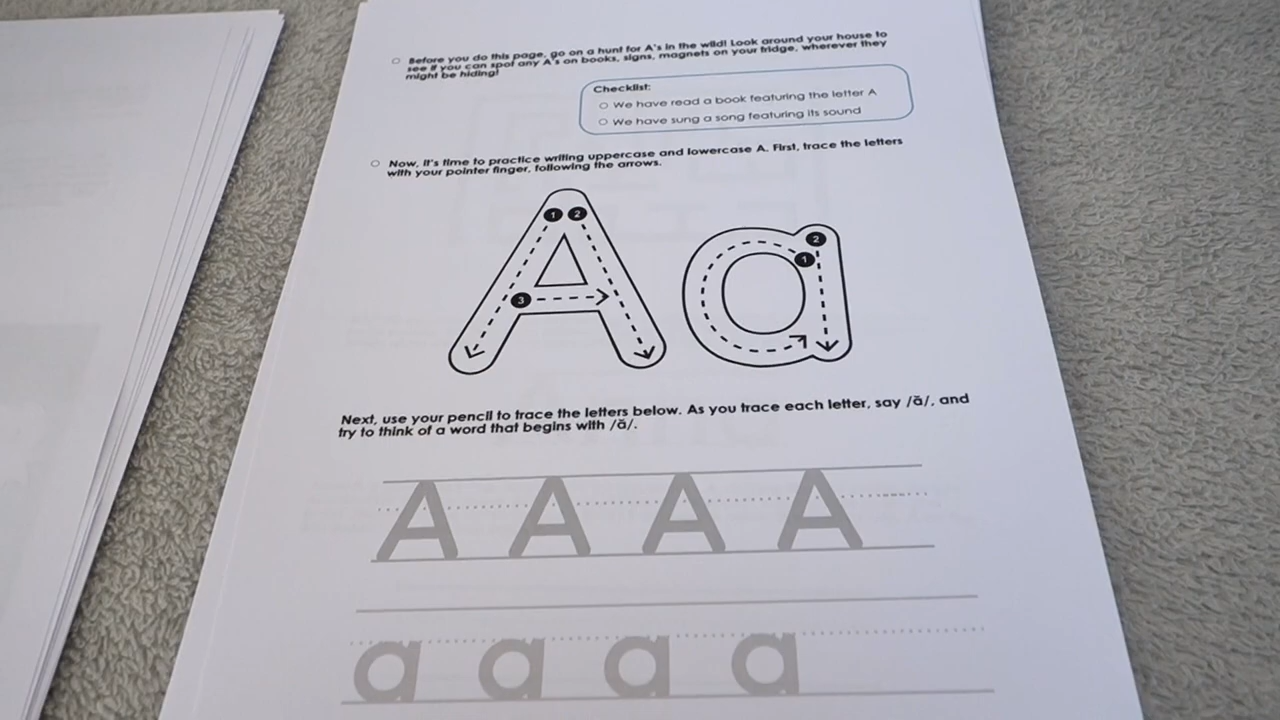 Before you do this page, go on a hunt for A's in the wild! Look around your house to
see if you can spot any A's on books, signs, magnets on your fridge, wherever they
might be hiding!
Checklist:
We have read a book featuring the letter A
We have sung a song featuring its sound
Now, it's time to practice writing uppercase and lowercase A. First, trace the letters
with your pointer finger, following the arrows.
1 2
3
A a
2
1
Next, use your pencil to trace the letters below. As you trace each letter, say /ă/, and
try to think of a word that begins with /ă/.
A A A A
a a a a